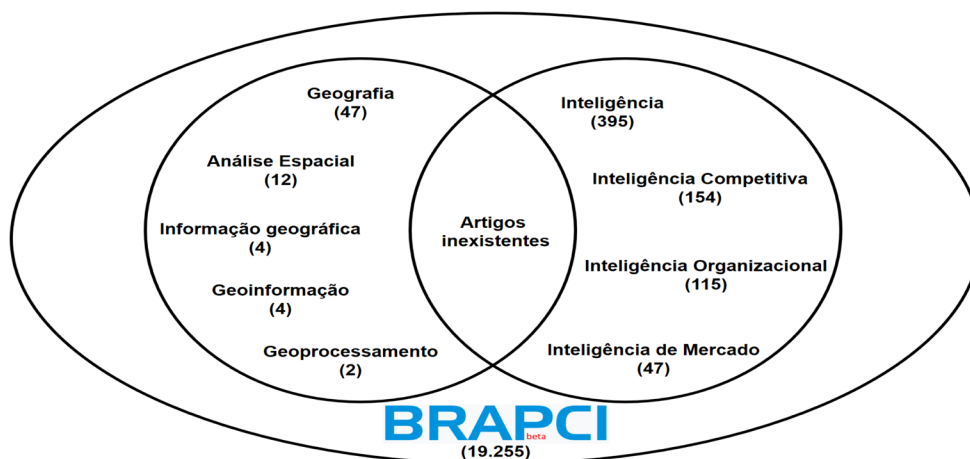 Geografia
(47)
Análise Espacial
(12)
Informação geográfica
(4)
Geoinformação
(4)
Geoprocessamento
(2)
Artigos
inexistentes
Inteligência
(395)
Inteligência Competitiva
(154)
Inteligência Organizacional
(115)
Inteligência de Mercado
(47)
BRAPCI
beta
(19.255)